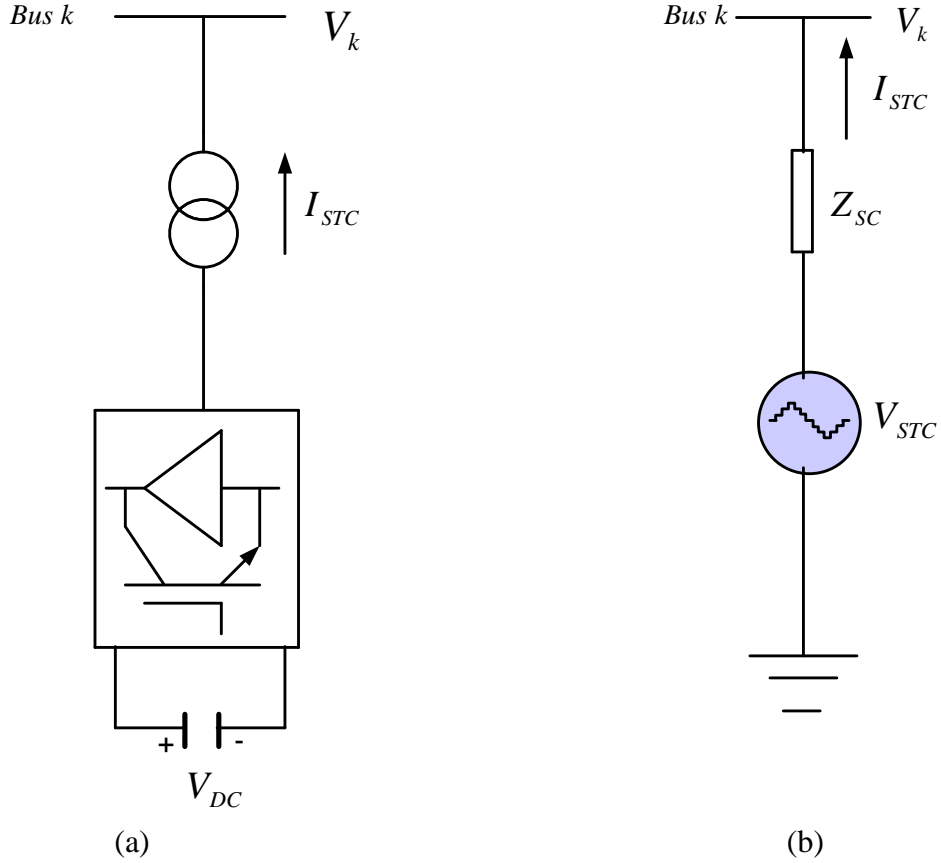 Bus k
V_k
I_STC
+
-
V_DC
(a)
Bus k
V_k
I_STC
Z_SC
V_STC
(b)